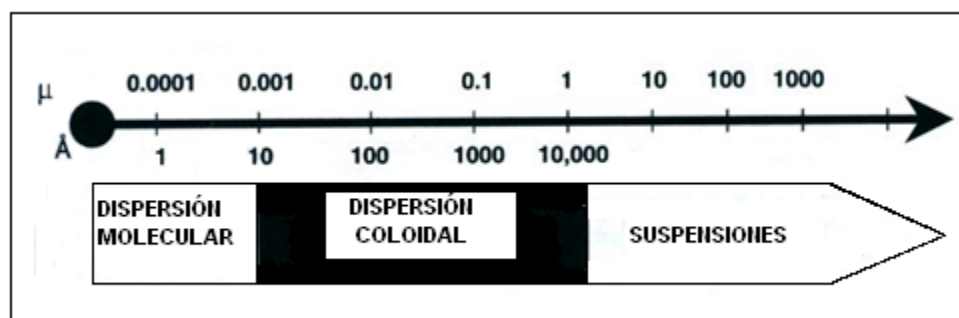 0.0001 0.001 0.01 0.1 1 10 100 1000
μ
Å
1 10 100 1000 10,000
DISPERSIÓN
MOLECULAR
DISPERSIÓN
COLOIDAL
SUSPENSIONES